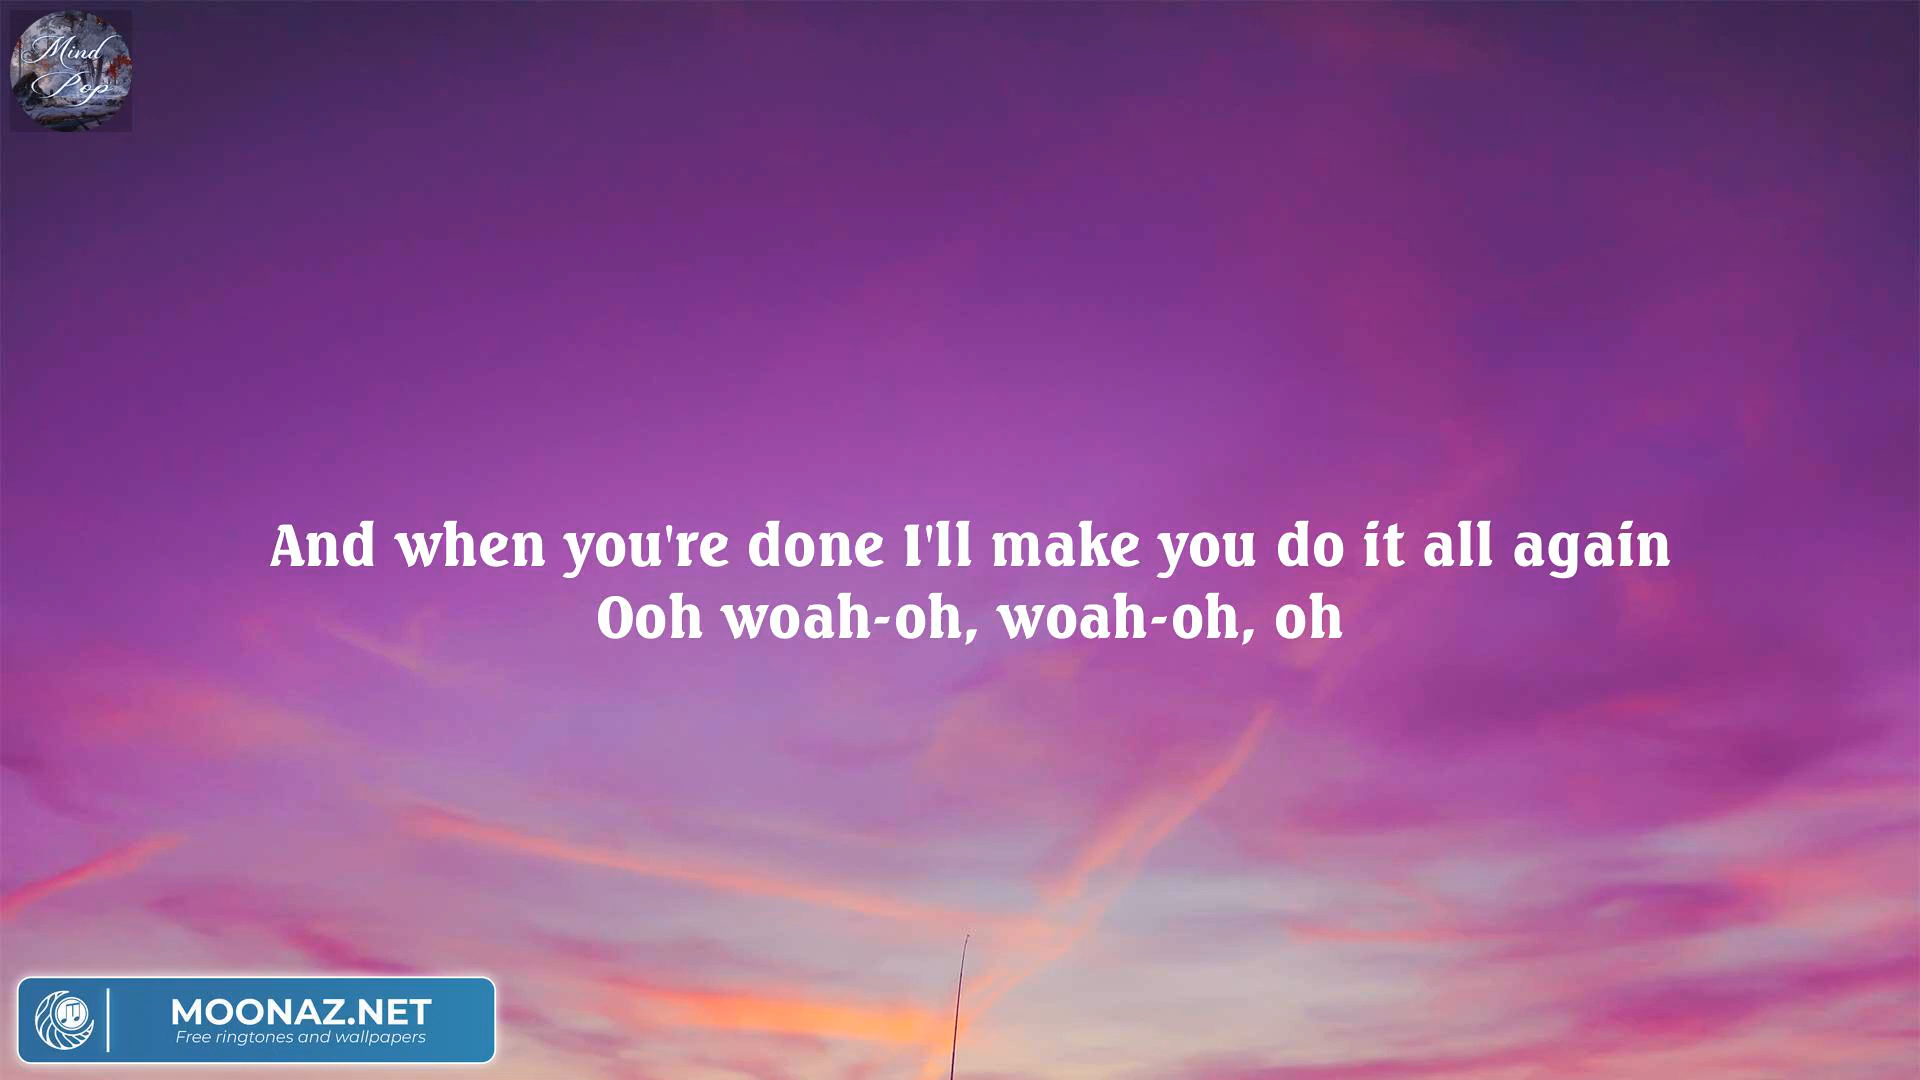 Mind
Pop
And when you're done I'll make you do it all again
Ooh woah-oh, woah-oh, oh
MOONAZ.NET
Free ringtones and wallpapers